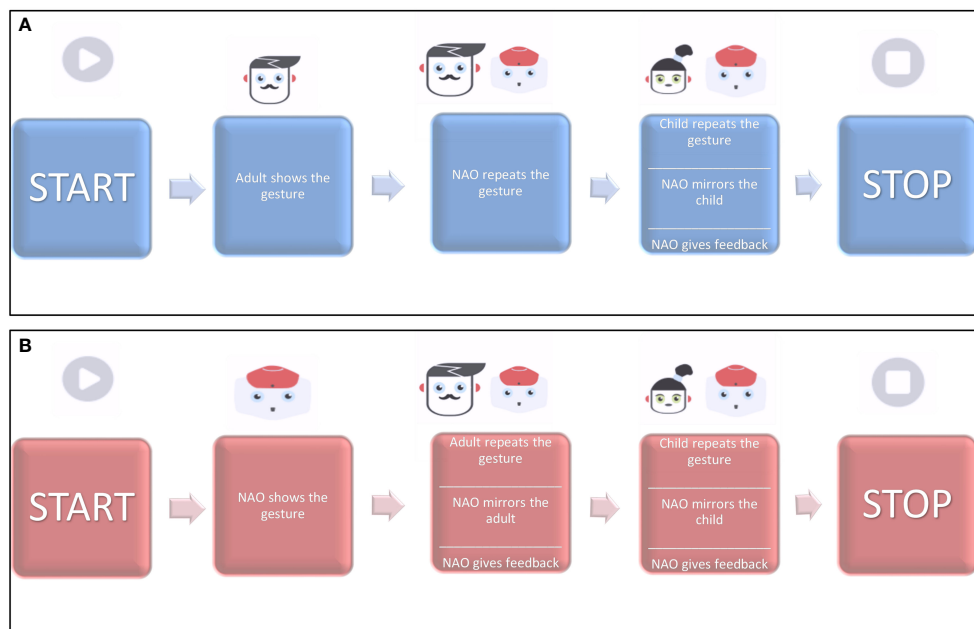 A
START
Adult shows the
gesture
NAO repeats the
gesture
Child repeats the
gesture
NAO mirrors the
child
NAO gives feedback
STOP
B
START
NAO shows the
gesture
Adult repeats the
gesture
NAO mirrors the
adult
NAO gives feedback
Child repeats the
gesture
NAO mirrors the
child
NAO gives feedback
STOP